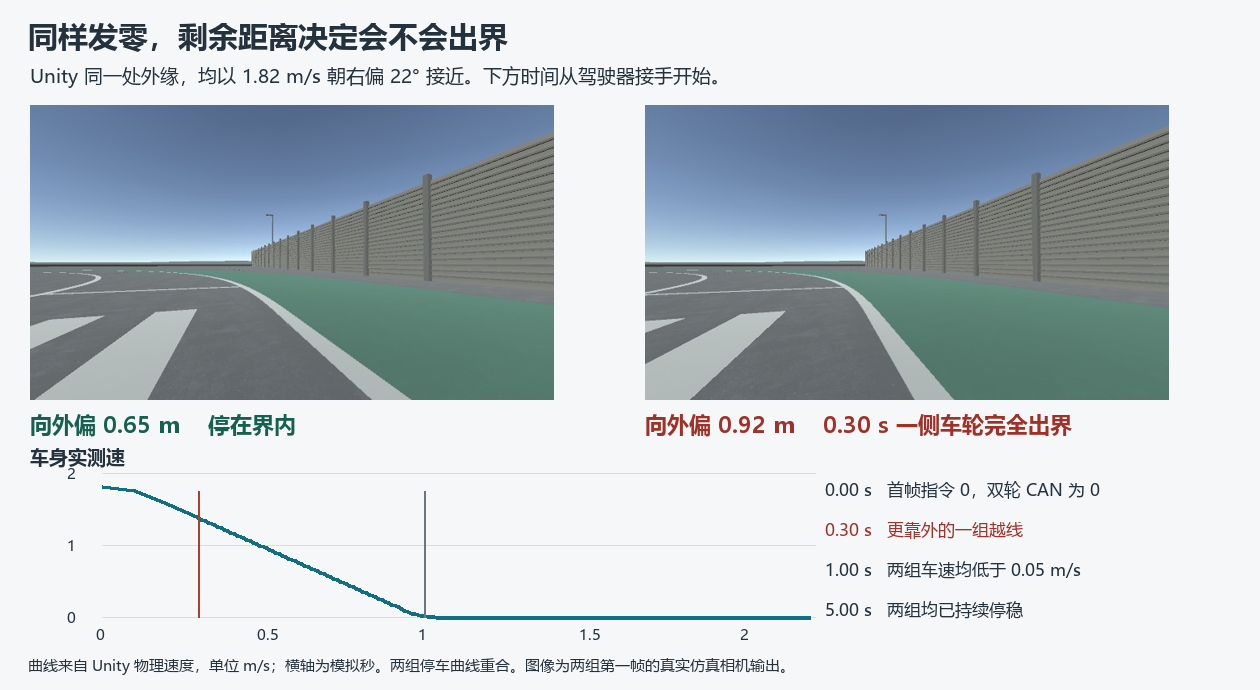 同样发零，剩余距离决定会不会出界
Unity 同一处外缘，均以 1.82 m/s 朝右偏 22° 接近。下方时间从驾驶器接手开始。
向外偏 0.65 m 停在界内
向外偏 0.92 m 0.30 s 一侧车轮完全出界
车身实测速
2
1
0
0
0.5
1
1.5
2
0.00 s 首帧指令 0，双轮 CAN 为 0
0.30 s 更靠外的一组越线
1.00 s 两组车速均低于 0.05 m/s
5.00 s 两组均已持续停稳
曲线来自 Unity 物理速度，单位 m/s；横轴为模拟秒。两组停车曲线重合。图像为两组第一帧的真实仿真相机输出。